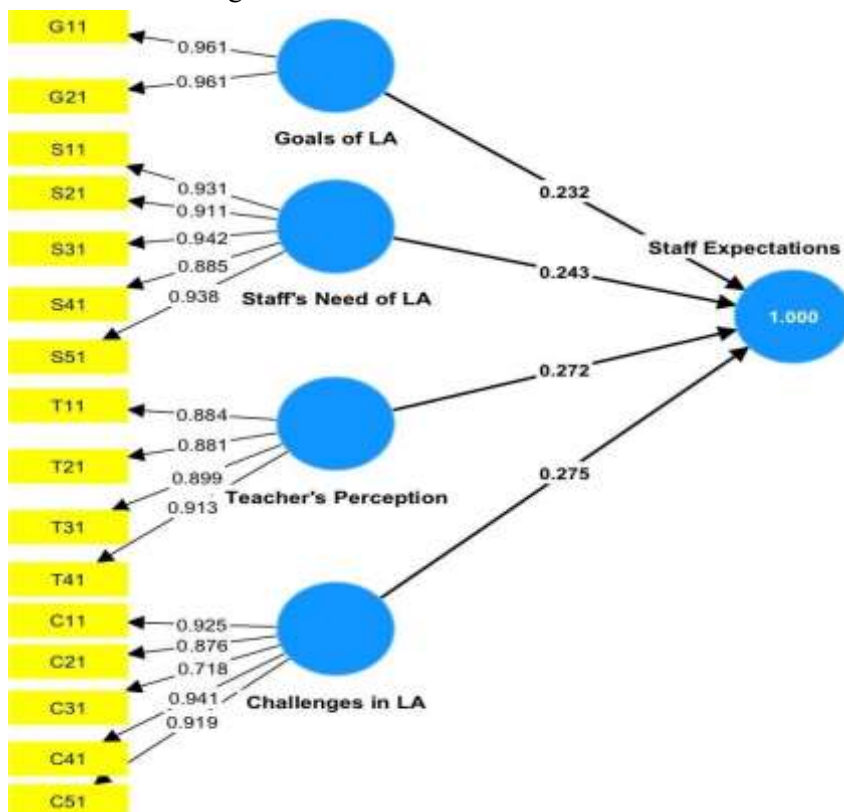 G11
0.961
0.961
G21
Goals of LA
S11
0.232
S21
0.931
0.911
S31
0.942
Staff Expectations
0.885
0.243
S41
0.938
Staff's Need of LA
1.000
S51
T11
0.272
0.884
T21
0.881
0.899
0.275
Teacher's Perception
0.913
T31
T41
C11
0.925
C21
0.876
0.718
C31
0.941
Challenges in LA
0.919
C41
C51